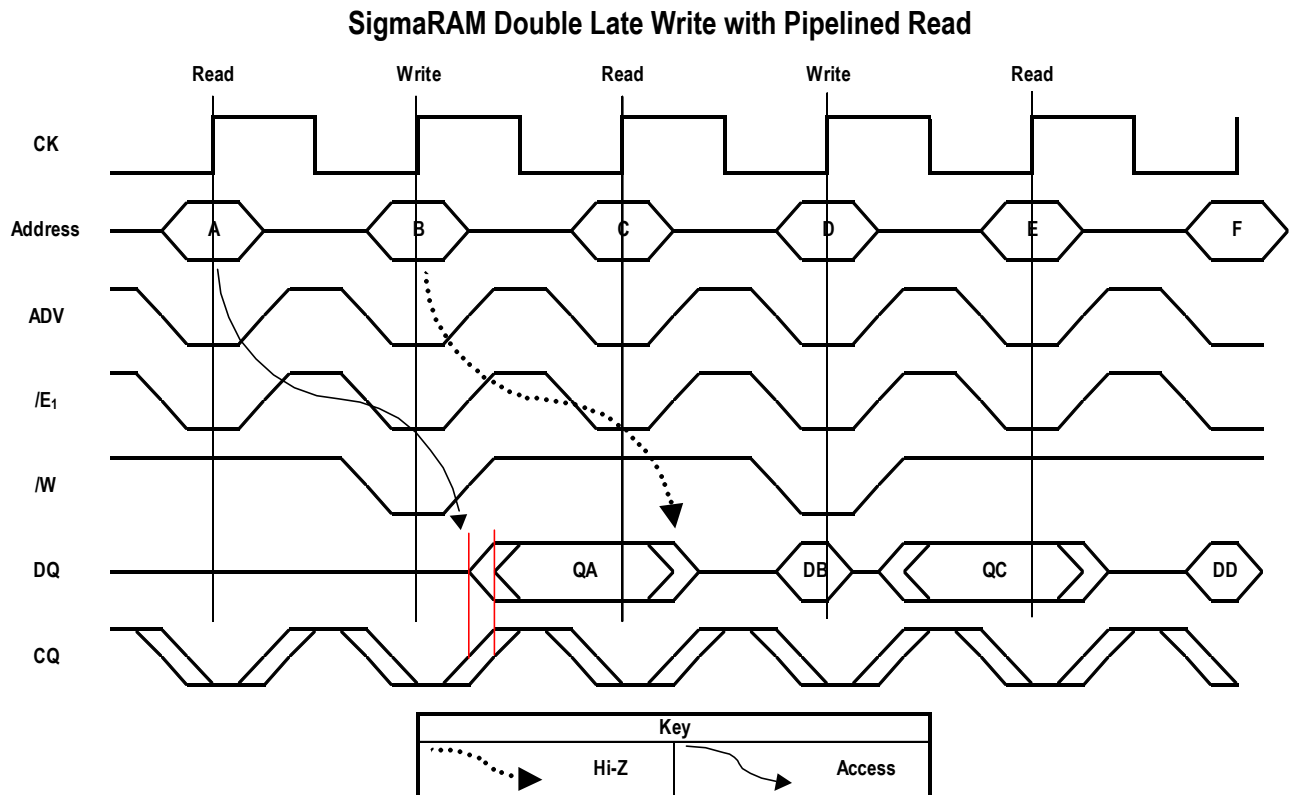 SigmaRAM Double Late Write with Pipelined Read
Read Write Read Write Read
CK
Address A B C D E F
ADV
/E1
/W
DQ QA DB QC DD
CQ
Key
Hi-Z Access